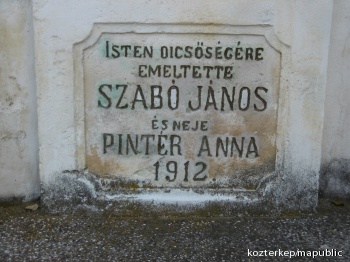 ISTEN DICSŐSÉGÉRE
EMELTETTE
SZABÓ JÁNOS
ÉS NEJE
PINTÉR ANNA
1912.
kozterkep/mapublic